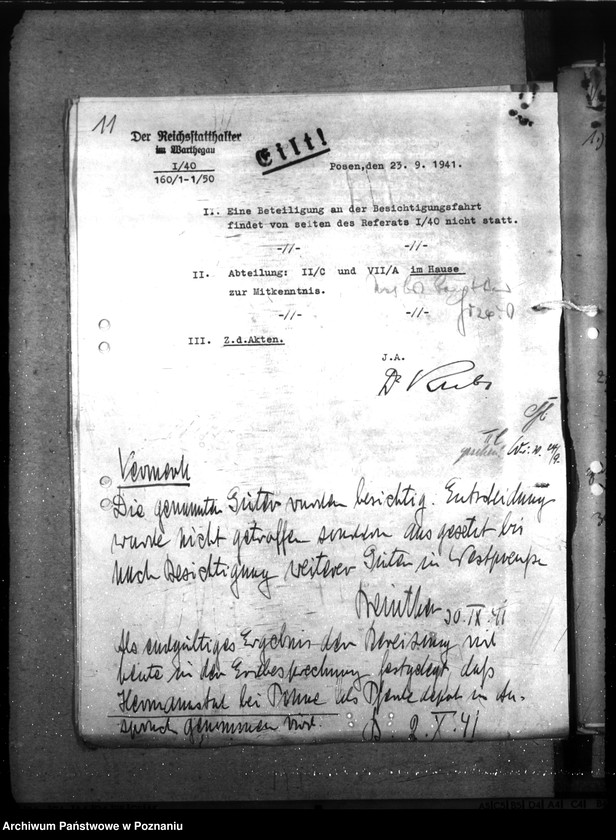 11
Der Reichsstatthalter
im Warthegau
I/40
160/1-1/50
Eilt!
Posen,den 23. 9. 1941.
I. Eine Beteiligung an der Besichtigungsfahrt
findet von seiten des Referats I/40 nicht statt.
-//- -//-
II. Abteilung: II/C und VII/A im Hause
zur Mitkenntnis.
-//- -//-
III. Z.d.Akten.
J.A.
Dr
Vermerk
Die genannten Güter wurden besichtigt. Entscheidung
wurde nicht getroffen sondern ausgesetzt bis
nach Besichtigung weiterer Güter in Westpreußen
30.IX.41
Als endgültiges Ergebnis der Bereisung wird
heute in der Endbesprechung festgelegt, daß
Hermannstal bei Pinne als Pferdedepot in An-
spruch genommen wird.
2.X.41
Archiwum Państwowe w Poznaniu